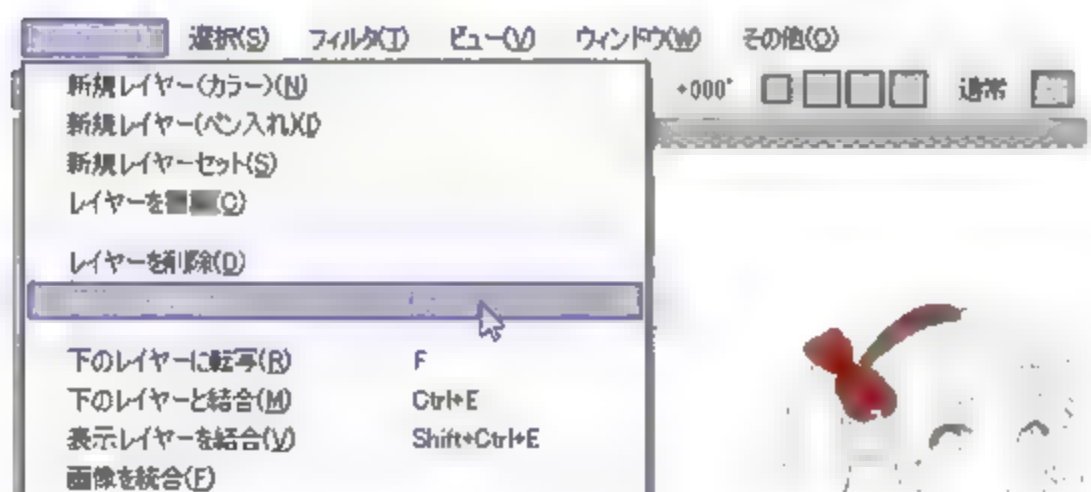 選択(S) フィルタ(T) ビュー(V) ウィンドウ(W) その他(O)
新規レイヤー(カラー)(N)
+000° 通常
新規レイヤー(ペン入れ)(I)
新規レイヤーセット(S)
レイヤーを(C)
レイヤーを削除(D)
下のレイヤーに転写(R) F
下のレイヤーと結合(M) Ctrl+E
表示レイヤーを結合(V) Shift+Ctrl+E
画像を統合(F)